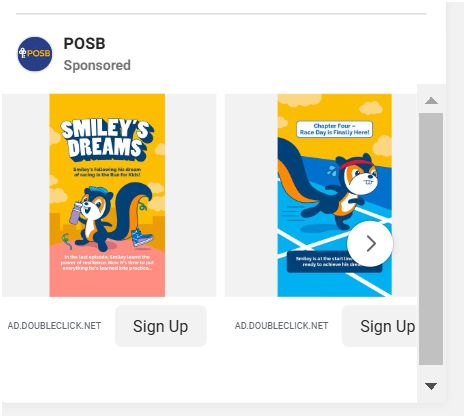 POSB
POSB
Sponsored
SMILEY'S
DREAMS
Smiley's following his dream
of racing in the Run for Kids!
In the last episode, Smiley learnt the
power of resilience. Now it's time to put
everything he's learned into practice...
AD.DOUBLECLICK.NET
Sign Up
Chapter Four –
Race Day is Finally Here!
Smiley is at the start line
ready to achieve his
AD.DOUBLECLICK.NET
Sign Up